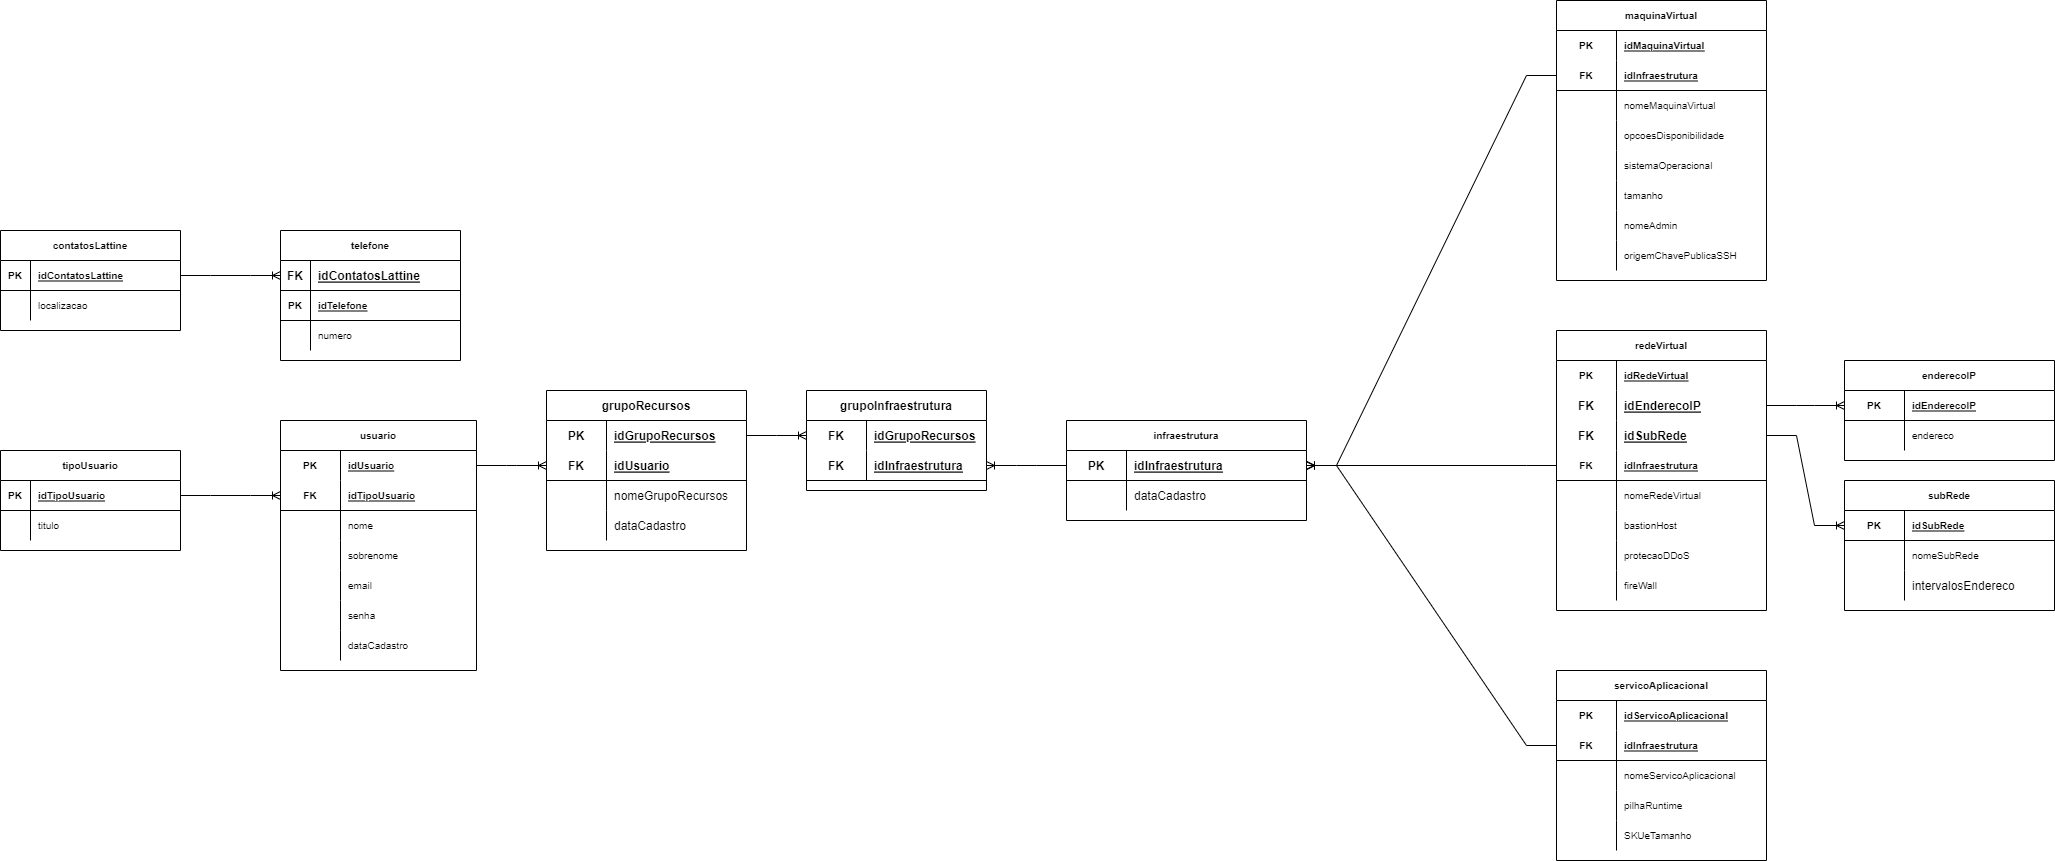 maquinaVirtual
PK idMaquinaVirtual
FK idInfraestrutura
nomeMaquinaVirtual
opcoesDisponibilidade
sistemaOperacional
tamanho
nomeAdmin
origemChavePublicaSSH
contatosLattine
PK idContatosLattine
localizacao
telefone
FK idContatosLattine
PK idTelefone
numero
tipoUsuario
PK idTipoUsuario
titulo
usuario
PK idUsuario
FK idTipoUsuario
nome
sobrenome
email
senha
dataCadastro
grupoRecursos
PK idGrupoRecursos
FK idUsuario
nomeGrupoRecursos
dataCadastro
grupoInfraestrutura
FK idGrupoRecursos
FK idInfraestrutura
infraestrutura
PK idInfraestrutura
dataCadastro
redeVirtual
PK idRedeVirtual
FK idEnderecoIP
FK idSubRede
FK idInfraestrutura
nomeRedeVirtual
bastionHost
protecaoDDoS
fireWall
enderecoIP
PK idEnderecoIP
endereco
subRede
PK idSubRede
nomeSubRede
intervalosEndereco
servicoAplicacional
PK idServicoAplicacional
FK idInfraestrutura
nomeServicoAplicacional
pilhaRuntime
SKUeTamanho